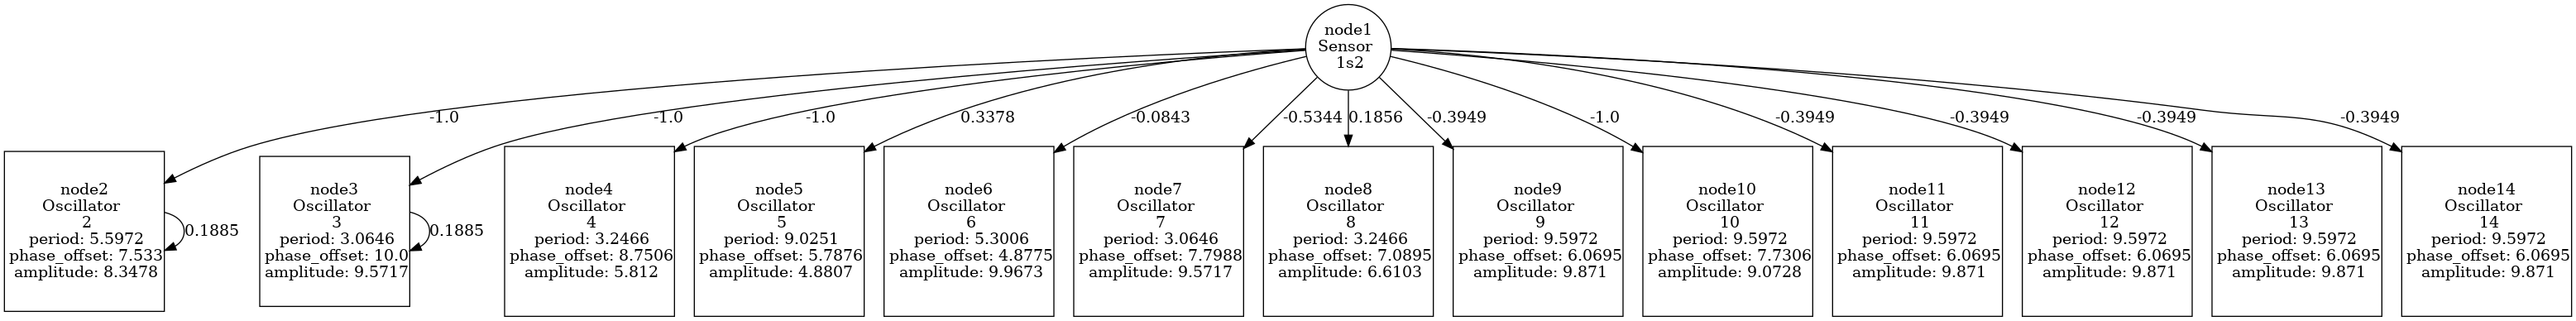 node1
Sensor
1s2
-1.0
-1.0
-1.0
0.3378
-0.0843
-0.5344
0.1856
-0.3949
-1.0
-0.3949
-0.3949
-0.3949
-0.3949
node2
Oscillator
2
period: 5.5972
phase_offset: 7.533
amplitude: 8.3478
0.1885
node3
Oscillator
3
period: 3.0646
phase_offset: 10.0
amplitude: 9.5717
0.1885
node4
Oscillator
4
period: 3.2466
phase_offset: 8.7506
amplitude: 5.812
node5
Oscillator
5
period: 9.0251
phase_offset: 5.7876
amplitude: 4.8807
node6
Oscillator
6
period: 5.3006
phase_offset: 4.8775
amplitude: 9.9673
node7
Oscillator
7
period: 3.0646
phase_offset: 7.7988
amplitude: 9.5717
node8
Oscillator
8
period: 3.2466
phase_offset: 7.0895
amplitude: 6.6103
node9
Oscillator
9
period: 9.5972
phase_offset: 6.0695
amplitude: 9.871
node10
Oscillator
10
period: 9.5972
phase_offset: 7.7306
amplitude: 9.0728
node11
Oscillator
11
period: 9.5972
phase_offset: 6.0695
amplitude: 9.871
node12
Oscillator
12
period: 9.5972
phase_offset: 6.0695
amplitude: 9.871
node13
Oscillator
13
period: 9.5972
phase_offset: 6.0695
amplitude: 9.871
node14
Oscillator
14
period: 9.5972
phase_offset: 6.0695
amplitude: 9.871